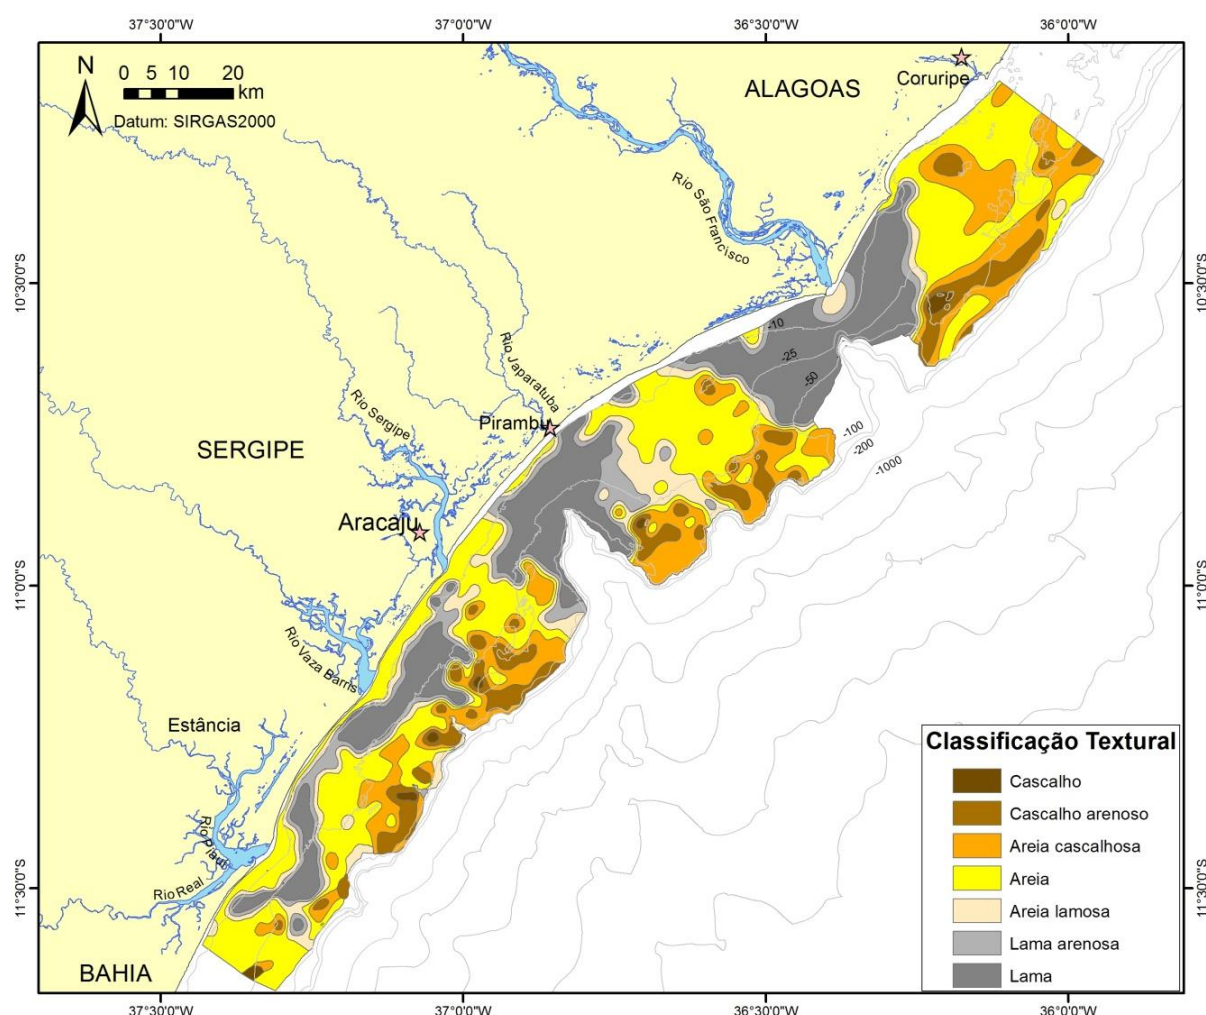 37°30'0"W 37°0'0"W 36°30'0"W 36°0'0"W
N
0 5 10 20
km
Datum: SIRGAS2000
ALAGOAS
Coruripe
Rio São Francisco
10°30'0"S
10°30'0"S
-10
-25
-50
-100
-200
-1000
Rio Japaratuba
Rio Sergipe
Pirambu
SERGIPE
Aracaju
11°0'0"S
11°0'0"S
Rio Vaza Barris
Estância
Rio Piauí
Rio Real
11°30'0"S
11°30'0"S
BAHIA
Classificação Textural
Cascalho
Cascalho arenoso
Areia cascalhosa
Areia
Areia lamosa
Lama arenosa
Lama
37°30'0"W 37°0'0"W 36°30'0"W 36°0'0"W